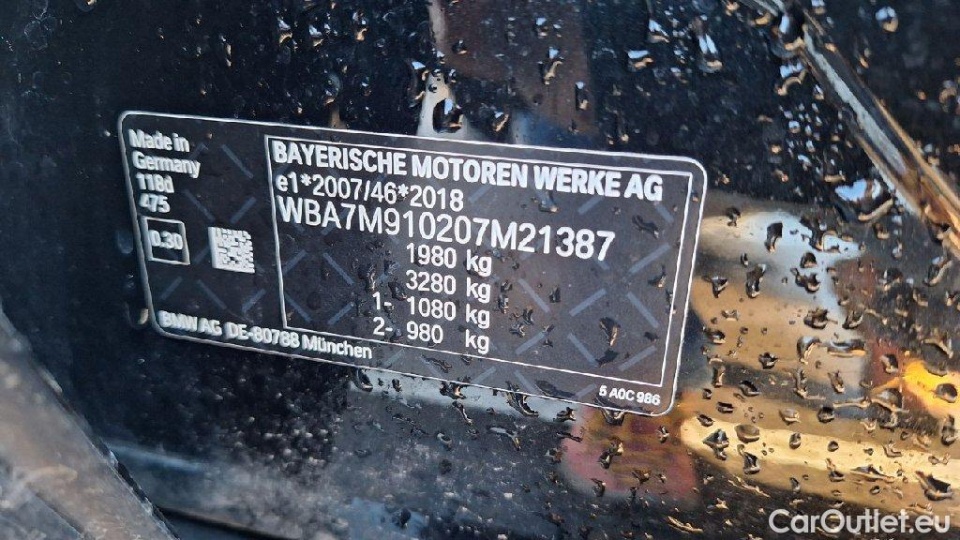 Made in
Germany
118d
475
0.30
BAYERISCHE MOTOREN WERKE AG
e1*2007/46*2018
WBA7M910207M21387
1980 kg
3280 kg
1- 1080 kg
2- 980 kg
BMW AG DE-80788 München
5 A0C 986
CarOutlet.eu